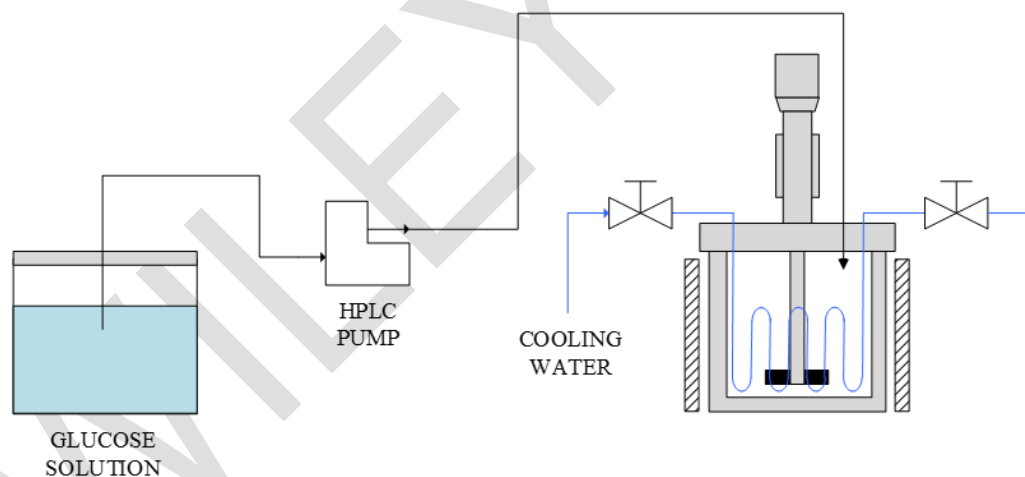 WILEY
HPLC
PUMP
COOLING
WATER
GLUCOSE
SOLUTION